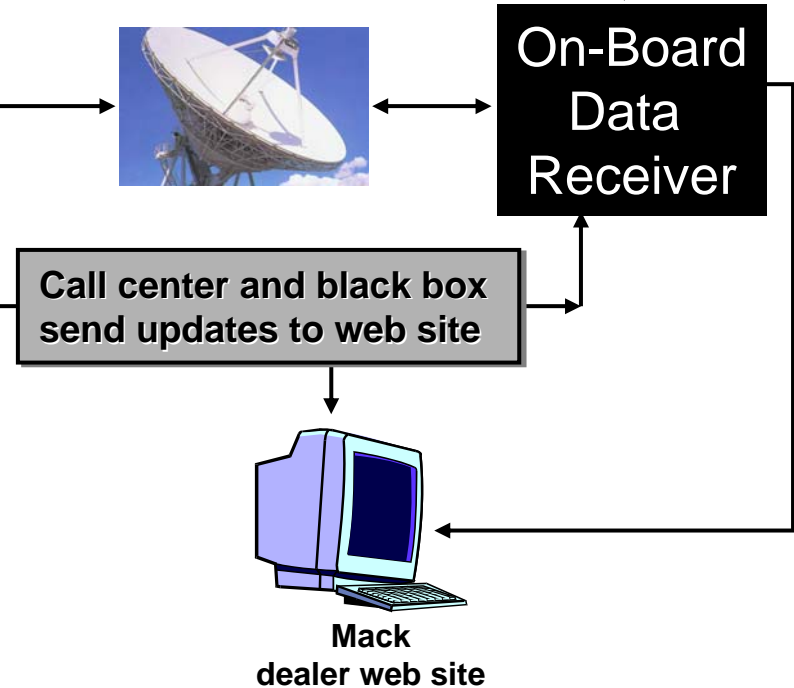 On-Board
Data
Receiver
Call center and black box
send updates to web site
Mack
dealer web site